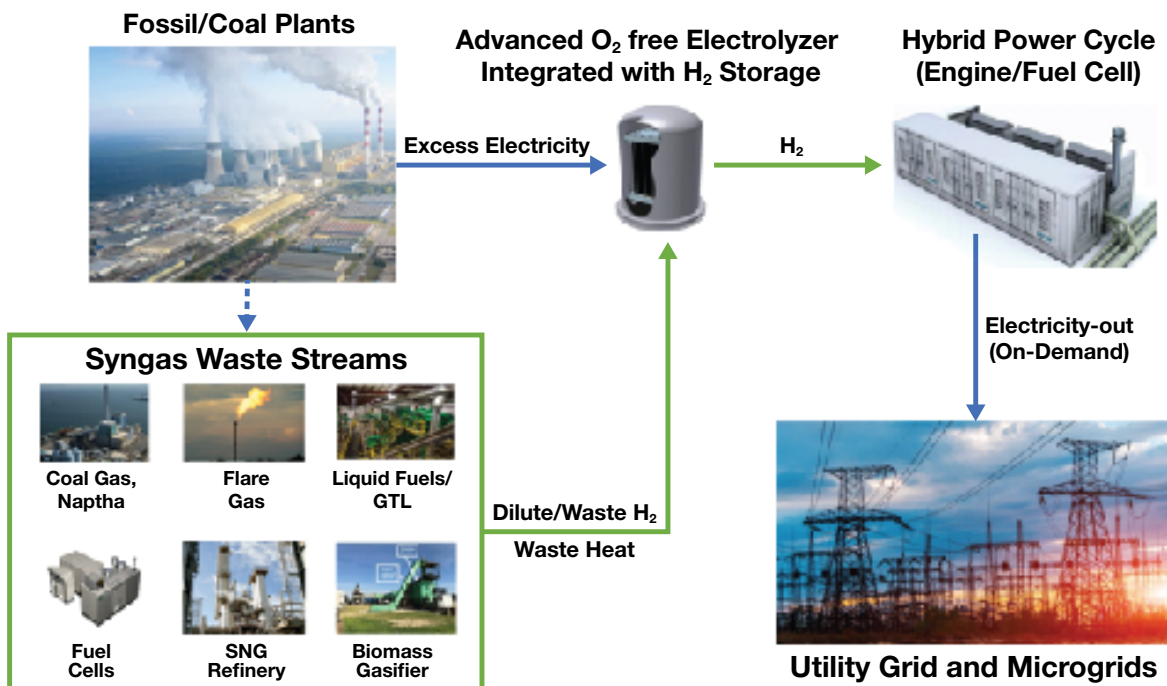 Fossil/Coal Plants
Advanced O₂ free Electrolyzer
Integrated with H₂ Storage
Hybrid Power Cycle
(Engine/Fuel Cell)
Excess Electricity
H₂
Electricity-out
(On-Demand)
Syngas Waste Streams
Coal Gas,
Naptha
Flare
Gas
Liquid Fuels/
GTL
Fuel
Cells
SNG
Refinery
Biomass
Gasifier
Dilute/Waste H₂
Waste Heat
Utility Grid and Microgrids